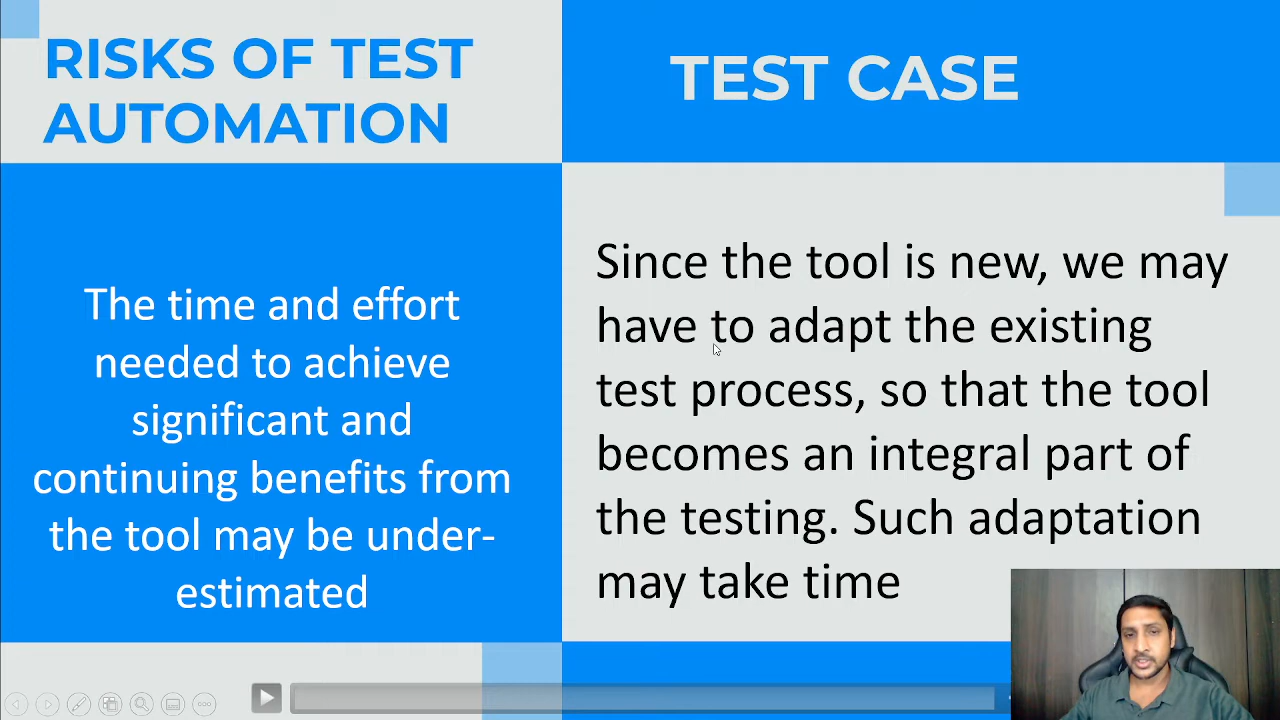 RISKS OF TEST
AUTOMATION
TEST CASE
The time and effort
needed to achieve
significant and
continuing benefits from
the tool may be under-
estimated
Since the tool is new, we may
have to adapt the existing
test process, so that the tool
becomes an integral part of
the testing. Such adaptation
may take time